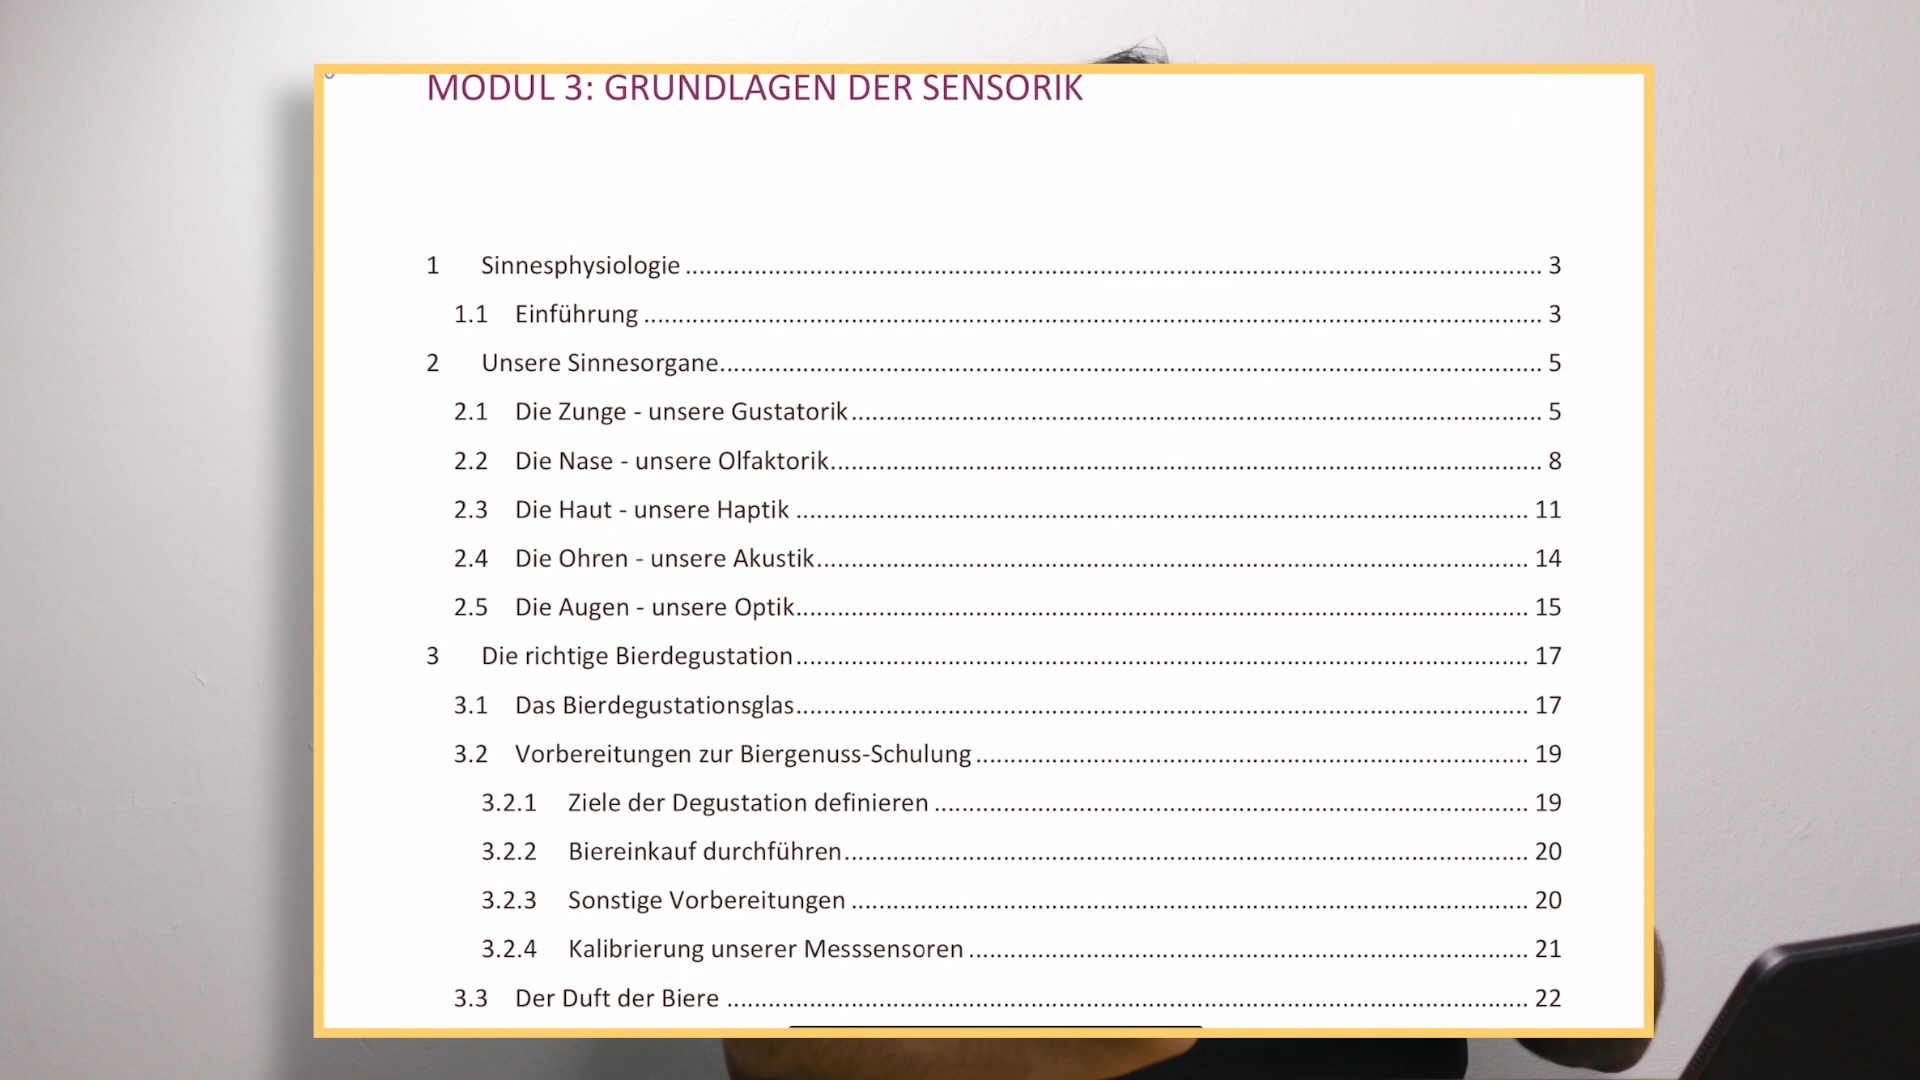 MODUL 3: GRUNDLAGEN DER SENSORIK
1 Sinnesphysiologie 3
1.1 Einführung 3
2 Unsere Sinnesorgane 5
2.1 Die Zunge - unsere Gustatorik 5
2.2 Die Nase - unsere Olfaktorik 8
2.3 Die Haut - unsere Haptik 11
2.4 Die Ohren - unsere Akustik 14
2.5 Die Augen - unsere Optik 15
3 Die richtige Bierdegustation 17
3.1 Das Bierdegustationsglas 17
3.2 Vorbereitungen zur Biergenuss-Schulung 19
3.2.1 Ziele der Degustation definieren 19
3.2.2 Biereinkauf durchführen 20
3.2.3 Sonstige Vorbereitungen 20
3.2.4 Kalibrierung unserer Messsensoren 21
3.3 Der Duft der Biere 22